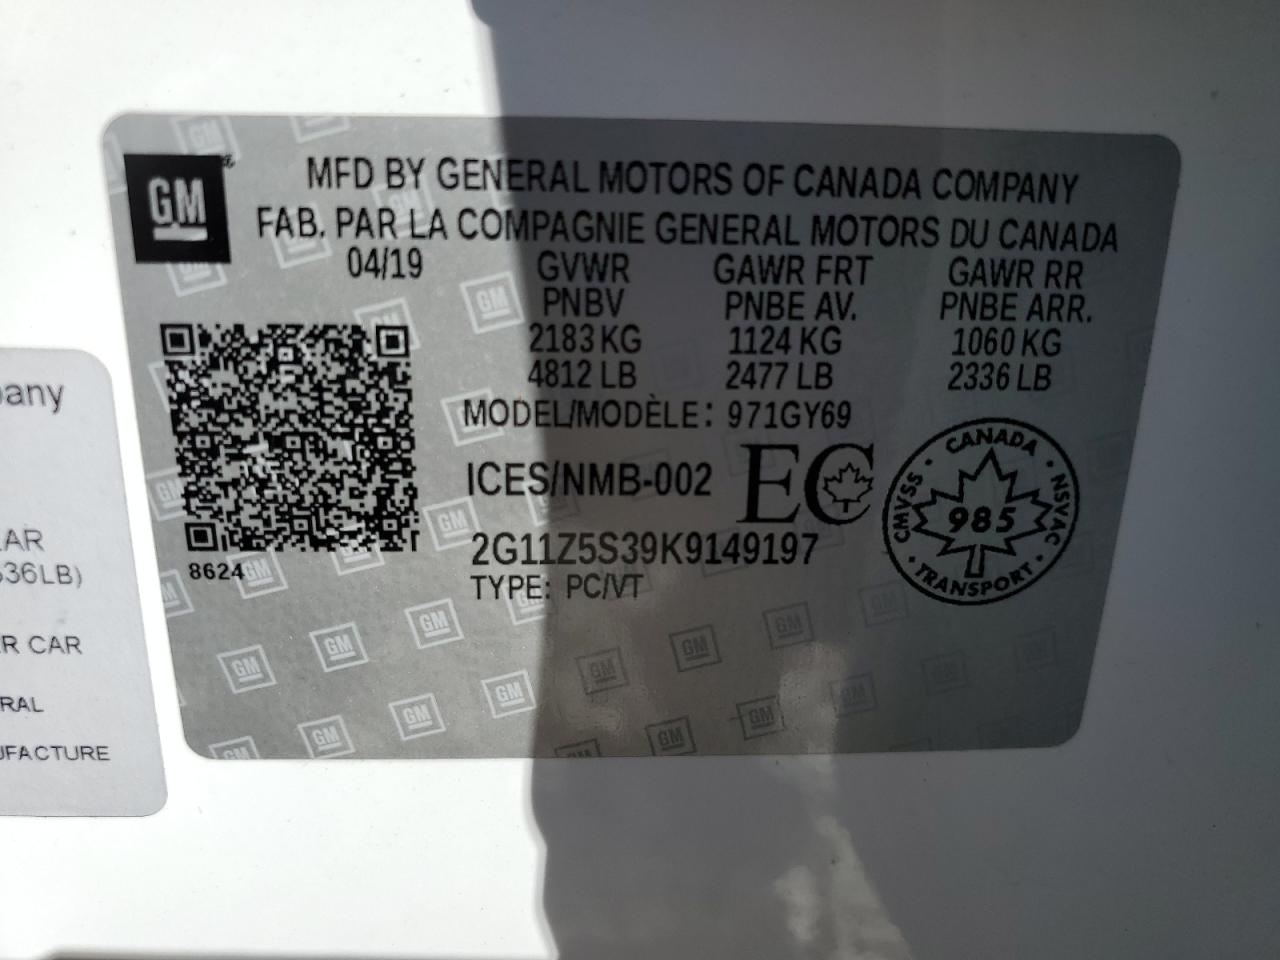 GM
MFD BY GENERAL MOTORS OF CANADA COMPANY
FAB. PAR LA COMPAGNIE GENERAL MOTORS DU CANADA
04/19 GVWR GAWR FRT GAWR RR
PNBV PNBE AV. PNBE ARR.
2183 KG 1124 KG 1060 KG
4812 LB 2477 LB 2336 LB
MODEL/MODÈLE: 971GY69
ICES/NMB-002 EC
2G11Z5S39K9149197
TYPE: PC/VT
8624
CANADA
CMVSS · 985 · NSVAC
TRANSPORT
pany
LAR
36LB)
R CAR
RAL
UFACTURE